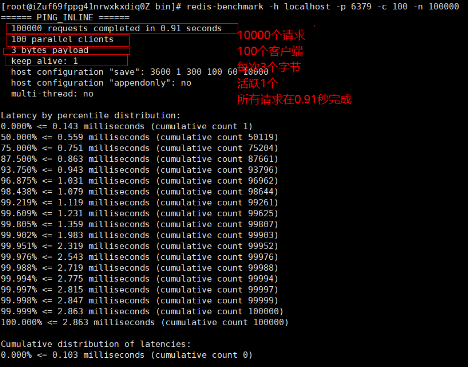 [root@iZuf69fppg41nrwxkxdiq0Z bin]# redis-benchmark -h localhost -p 6379 -c 100 -n 100000
====== PING_INLINE ======
100000 requests completed in 0.91 seconds 10000个请求
100 parallel clients 100个客户端
3 bytes payload 每次3个字节
keep alive: 1 活跃1个
host configuration "save": 3600 1 300 100 60 10000
host configuration "appendonly": no 所有请求在0.91秒完成
multi-thread: no

Latency by percentile distribution:
0.000% <= 0.143 milliseconds (cumulative count 1)
50.000% <= 0.559 milliseconds (cumulative count 50119)
75.000% <= 0.751 milliseconds (cumulative count 75204)
87.500% <= 0.863 milliseconds (cumulative count 87661)
93.750% <= 0.943 milliseconds (cumulative count 93796)
96.875% <= 1.031 milliseconds (cumulative count 96962)
98.438% <= 1.079 milliseconds (cumulative count 98644)
99.219% <= 1.119 milliseconds (cumulative count 99261)
99.609% <= 1.231 milliseconds (cumulative count 99625)
99.805% <= 1.359 milliseconds (cumulative count 99807)
99.902% <= 1.983 milliseconds (cumulative count 99903)
99.951% <= 2.319 milliseconds (cumulative count 99952)
99.976% <= 2.543 milliseconds (cumulative count 99976)
99.988% <= 2.719 milliseconds (cumulative count 99988)
99.994% <= 2.775 milliseconds (cumulative count 99994)
99.997% <= 2.815 milliseconds (cumulative count 99997)
99.998% <= 2.847 milliseconds (cumulative count 99999)
99.999% <= 2.863 milliseconds (cumulative count 100000)
100.000% <= 2.863 milliseconds (cumulative count 100000)

Cumulative distribution of latencies:
0.000% <= 0.103 milliseconds (cumulative count 0)